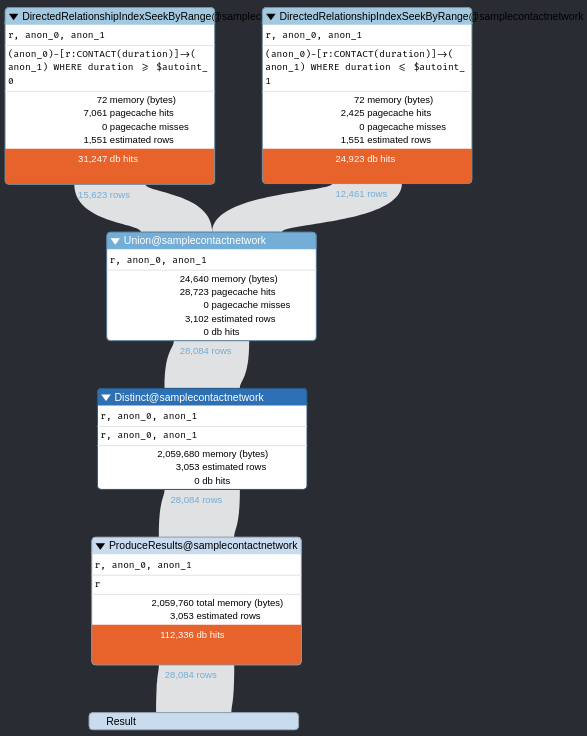 DirectedRelationshipIndexSeekByRange@samplec
r, anon_0, anon_1
(anon_0)-[r:CONTACT(duration)]→(
anon_1) WHERE duration ⩾ $autoint_
0
72 memory (bytes)
7,061 pagecache hits
0 pagecache misses
1,551 estimated rows
31,247 db hits
15,623 rows
DirectedRelationshipIndexSeekByRange@samplecontactnetwork
r, anon_0, anon_1
(anon_0)-[r:CONTACT(duration)]→(
anon_1) WHERE duration ⩽ $autoint_
1
72 memory (bytes)
2,425 pagecache hits
0 pagecache misses
1,551 estimated rows
24,923 db hits
12,461 rows
Union@samplecontactnetwork
r, anon_0, anon_1
24,640 memory (bytes)
28,723 pagecache hits
0 pagecache misses
3,102 estimated rows
0 db hits
28,084 rows
Distinct@samplecontactnetwork
r, anon_0, anon_1
r, anon_0, anon_1
2,059,680 memory (bytes)
3,053 estimated rows
0 db hits
28,084 rows
ProduceResults@samplecontactnetwork
r, anon_0, anon_1
r
2,059,760 total memory (bytes)
3,053 estimated rows
112,336 db hits
28,084 rows
Result